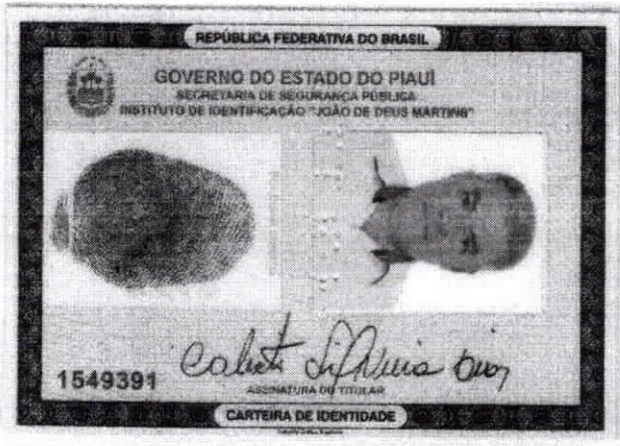 REPÚBLICA FEDERATIVA DO BRASIL
GOVERNO DO ESTADO DO PIAUÍ
SECRETARIA DE SEGURANÇA PÚBLICA
INSTITUTO DE IDENTIFICAÇÃO "JOÃO DE DEUS MARTINS"
1549391
ASSINATURA DO TITULAR
CARTEIRA DE IDENTIDADE